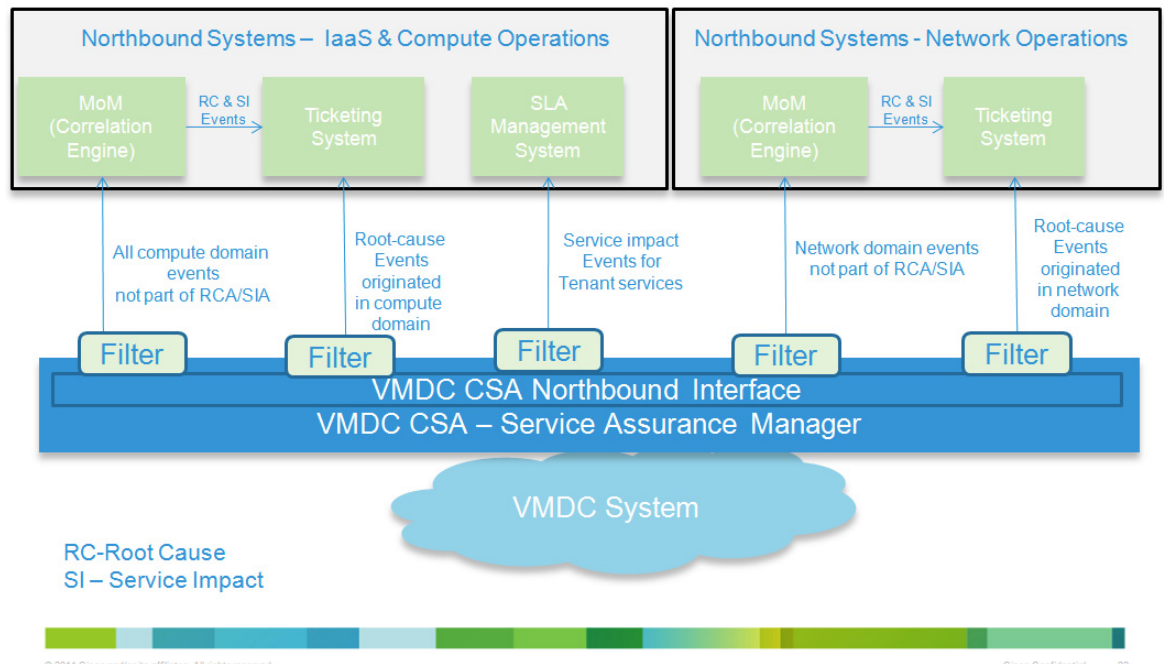 Northbound Systems – IaaS & Compute Operations
MoM
(Correlation
Engine)
RC & SI
Events
Ticketing
System
SLA
Management
System
Northbound Systems - Network Operations
MoM
(Correlation
Engine)
RC & SI
Events
Ticketing
System
All compute domain
events
not part of RCA/SIA
Root-cause
Events
originated
in compute
domain
Service impact
Events for
Tenant services
Network domain events
not part of RCA/SIA
Root-cause
Events
originated
in network
domain
Filter
Filter
Filter
Filter
Filter
VMDC CSA Northbound Interface
VMDC CSA – Service Assurance Manager
VMDC System
RC-Root Cause
SI – Service Impact